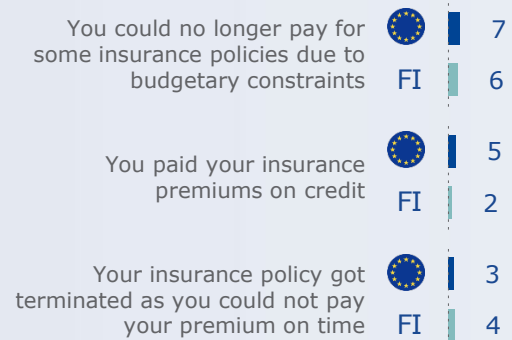 You could no longer pay for
some insurance policies due to
budgetary constraints
7
FI 6
You paid your insurance
premiums on credit
5
FI 2
Your insurance policy got
terminated as you could not pay
your premium on time
3
FI 4